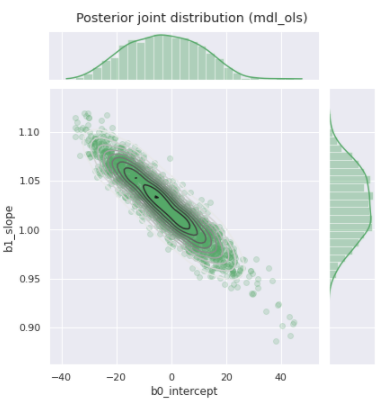 Posterior joint distribution (mdl_ols)
1.10
1.05
1.00
0.95
0.90
b1_slope
−40 −20 0 20 40
b0_intercept